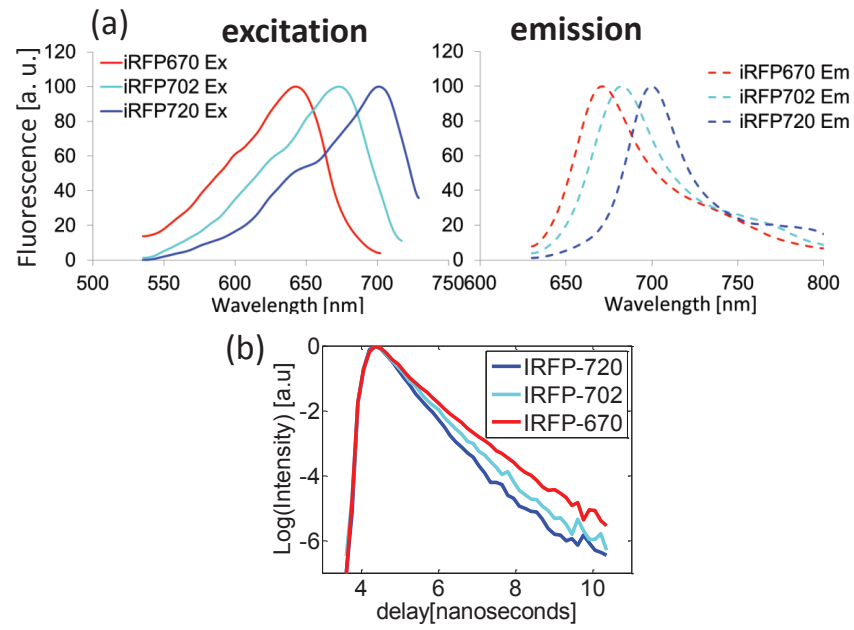 (a)
excitation
emission
Fluorescence [a. u.]
120
100
80
60
40
20
0
iRFP670 Ex
iRFP702 Ex
iRFP720 Ex
500
550
600
650
700
750
Wavelength [nm]
120
100
80
60
40
20
0
iRFP670 Em
iRFP702 Em
iRFP720 Em
600
650
700
750
800
Wavelength [nm]
(b)
Log(Intensity) [a.u]
0
-2
-4
-6
IRFP-720
IRFP-702
IRFP-670
4
6
8
10
delay[nanoseconds]